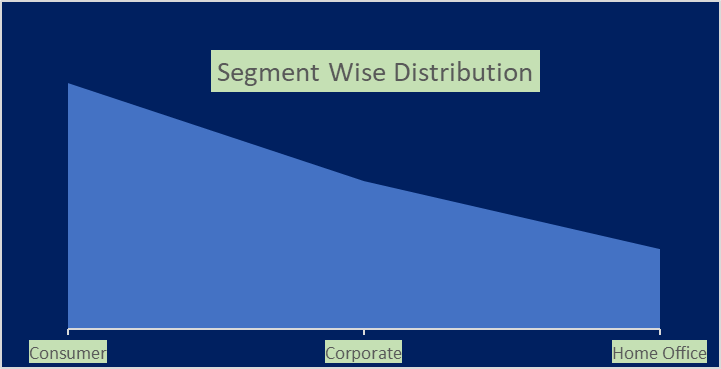 Segment Wise Distribution
Consumer
Corporate
Home Office